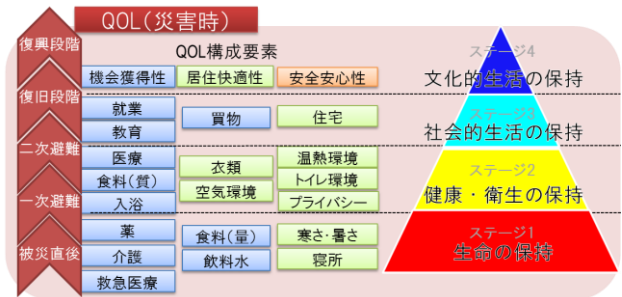 QOL(災害時)
復興段階
復旧段階
二次避難
一次避難
被災直後
QOL構成要素
機会獲得性
居住快適性
安全安心性
就業
教育
買物
住宅
医療
食料(質)
入浴
衣類
空気環境
温熱環境
トイレ環境
プライバシー
薬
介護
救急医療
食料(量)
飲料水
寒さ・暑さ
寝所
ステージ4
文化的生活の保持
ステージ3
社会的生活の保持
ステージ2
健康・衛生の保持
ステージ1
生命の保持